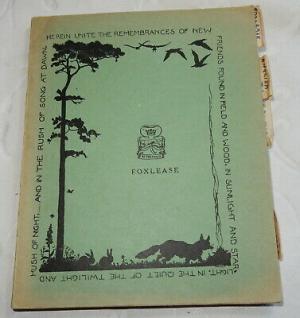 HEREIN UNITE THE REMEMBRANCES OF NEW
FRIENDS, FOUND IN FIELD AND WOOD, IN SUNLIGHT AND STAR
LIGHT, IN THE QUIET OF THE TWILIGHT AND
HUSH OF NIGHT,.... AND IN THE RUSH OF SONG AT DAWN.
FOXLEASE